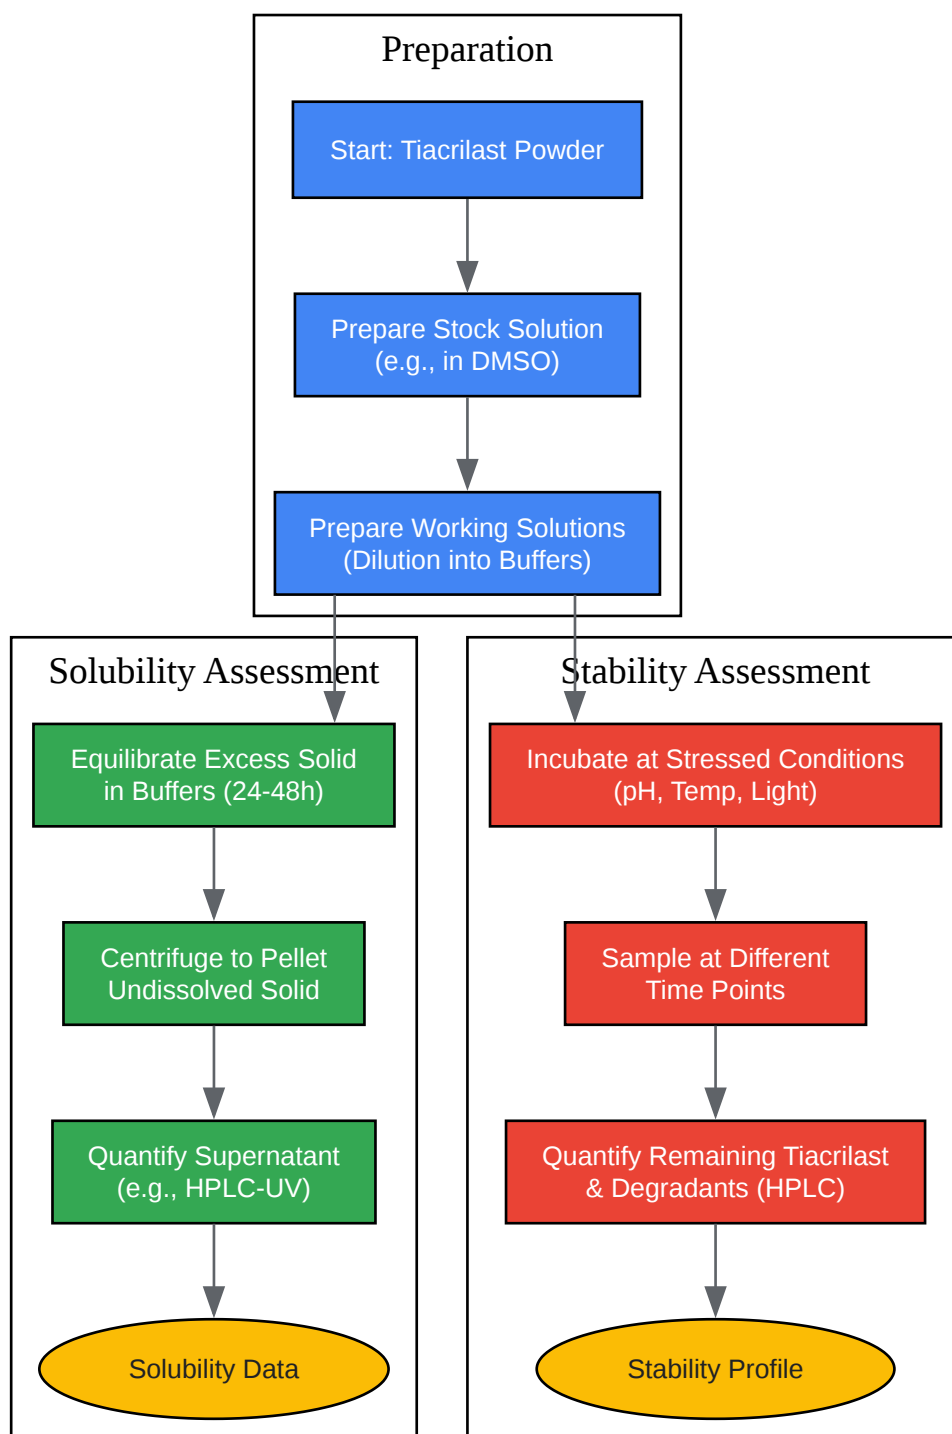 Preparation
Start: Tiacrilast Powder
Prepare Stock Solution
(e.g., in DMSO)
Prepare Working Solutions
(Dilution into Buffers)
Solubility Assessment
Equilibrate Excess Solid
in Buffers (24-48h)
Centrifuge to Pellet
Undissolved Solid
Quantify Supernatant
(e.g., HPLC-UV)
Solubility Data
Stability Assessment
Incubate at Stressed Conditions
(pH, Temp, Light)
Sample at Different
Time Points
Quantify Remaining Tiacrilast
& Degradants (HPLC)
Stability Profile